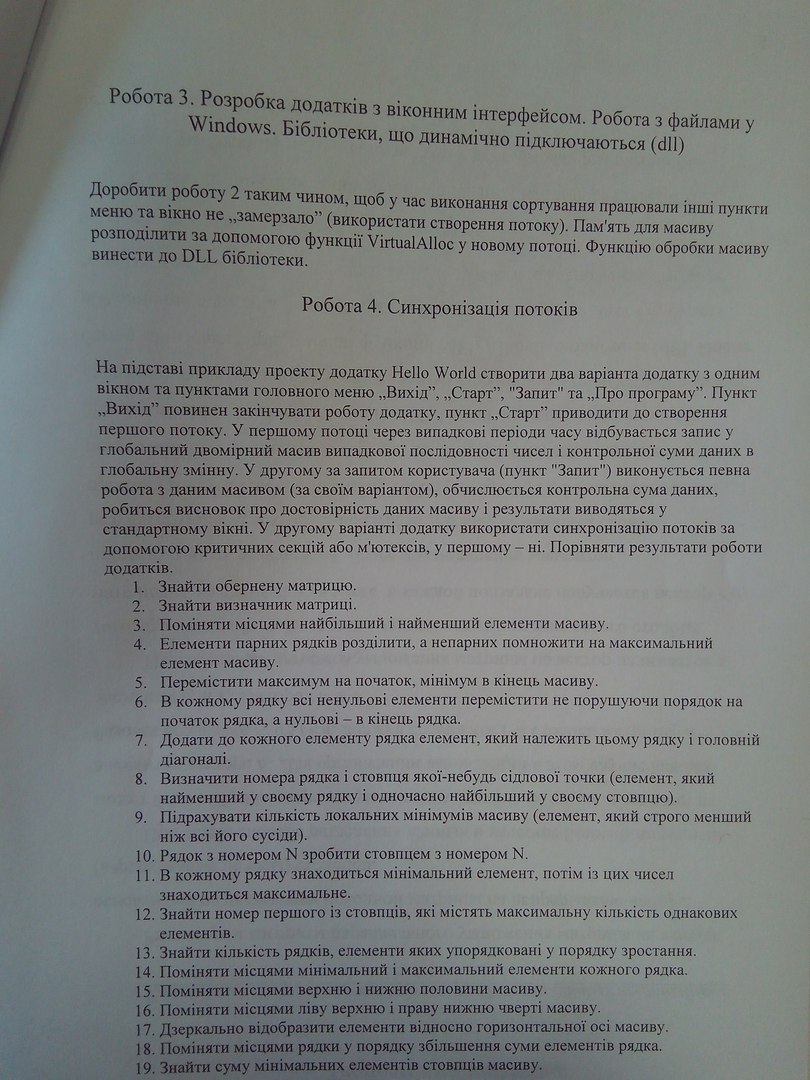 Робота 3. Розробка додатків з віконним інтерфейсом. Робота з файлами у
Windows. Бібліотеки, що динамічно підключаються (dll)
Доробити роботу 2 таким чином, щоб у час виконання сортування працювали інші пункти
меню та вікно не „замерзало” (використати створення потоку). Пам'ять для масиву
розподілити за допомогою функції VirtualAlloc у новому потоці. Функцію обробки масиву
винести до DLL бібліотеки.
Робота 4. Синхронізація потоків
На підставі прикладу проекту додатку Hello World створити два варіанта додатку з одним
вікном та пунктами головного меню „Вихід”, „Старт”, "Запит" та „Про програму”. Пункт
„Вихід” повинен закінчувати роботу додатку, пункт „Старт” приводити до створення
першого потоку. У першому потоці через випадкові періоди часу відбувається запис у
глобальний двомірний масив випадкової послідовності чисел і контрольної суми даних в
глобальну змінну. У другому за запитом користувача (пункт "Запит") виконується певна
робота з даним масивом (за своїм варіантом), обчислюється контрольна сума даних,
робиться висновок про достовірність даних масиву і результати виводяться у
стандартному вікні. У другому варіанті додатку використати синхронізацію потоків за
допомогою критичних секцій або м'ютексів, у першому – ні. Порівняти результати роботи
додатків.
1. Знайти обернену матрицю.
2. Знайти визначник матриці.
3. Поміняти місцями найбільший і найменший елементи масиву.
4. Елементи парних рядків розділити, а непарних помножити на максимальний
елемент масиву.
5. Перемістити максимум на початок, мінімум в кінець масиву.
6. В кожному рядку всі ненульові елементи перемістити не порушуючи порядок на
початок рядка, а нульові – в кінець рядка.
7. Додати до кожного елементу рядка елемент, який належить цьому рядку і головній
діагоналі.
8. Визначити номера рядка і стовпця якої-небудь сідлової точки (елемент, який
найменший у своєму рядку і одночасно найбільший у своєму стовпцю).
9. Підрахувати кількість локальних мінімумів масиву (елемент, який строго менший
ніж всі його сусіди).
10. Рядок з номером N зробити стовпцем з номером N.
11. В кожному рядку знаходиться мінімальний елемент, потім із цих чисел
знаходиться максимальне.
12. Знайти номер першого із стовпців, які містять максимальну кількість однакових
елементів.
13. Знайти кількість рядків, елементи яких упорядковані у порядку зростання.
14. Поміняти місцями мінімальний і максимальний елементи кожного рядка.
15. Поміняти місцями верхню і нижню половини масиву.
16. Поміняти місцями ліву верхню і праву нижню чверті масиву.
17. Дзеркально відобразити елементи відносно горизонтальної осі масиву.
18. Поміняти місцями рядки у порядку збільшення суми елементів рядка.
19. Знайти суму мінімальних елементів стовпців масиву.